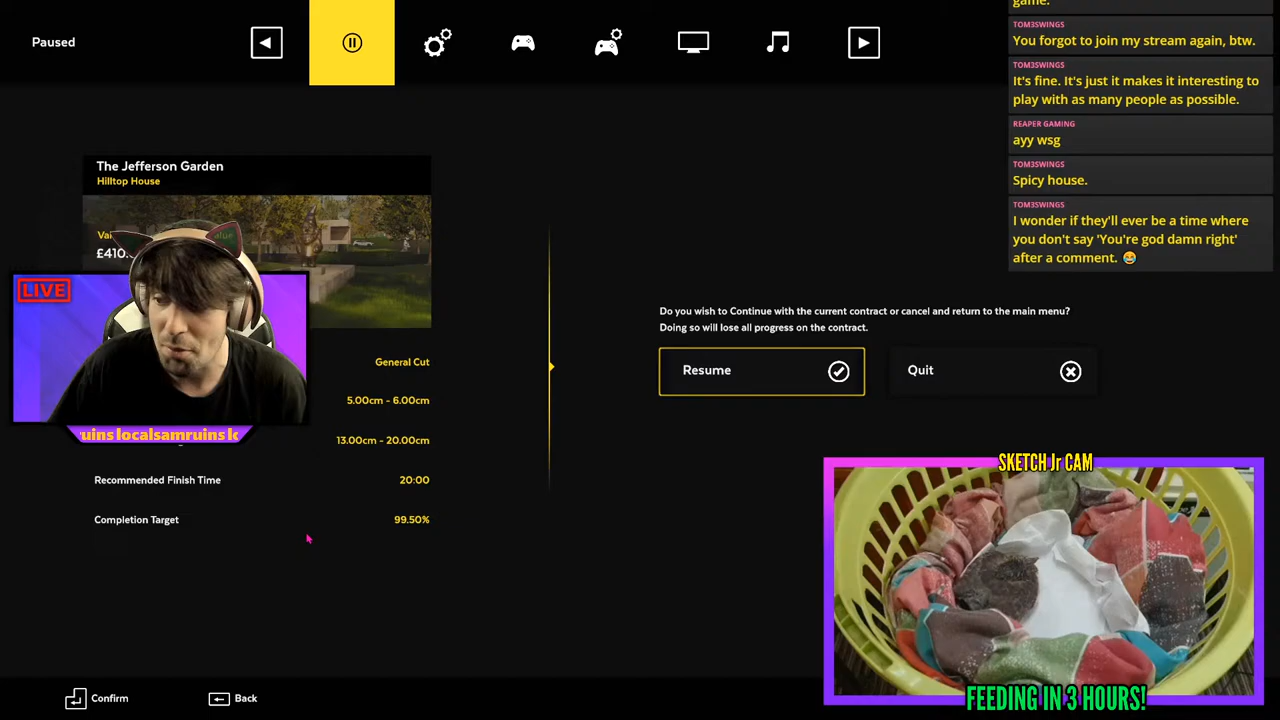 Paused
game.
TOM3SWINGS
You forgot to join my stream again, btw.
TOM3SWINGS
It's fine. It's just it makes it interesting to
play with as many people as possible.
REAPER GAMING
ayy wsg
TOM3SWINGS
Spicy house.
TOM3SWINGS
I wonder if they'll ever be a time where
you don't say 'You're god damn right'
after a comment. 😂
The Jefferson Garden
Hilltop House
£410.
LIVE
General Cut
5.00cm - 6.00cm
13.00cm - 20.00cm
uins localsamruins
Recommended Finish Time
20:00
Completion Target
99.50%
Do you wish to Continue with the current contract or cancel and return to the main menu?
Doing so will lose all progress on the contract.
Resume
Quit
SKETCH Jr CAM
FEEDING IN 3 HOURS!
Confirm
Back